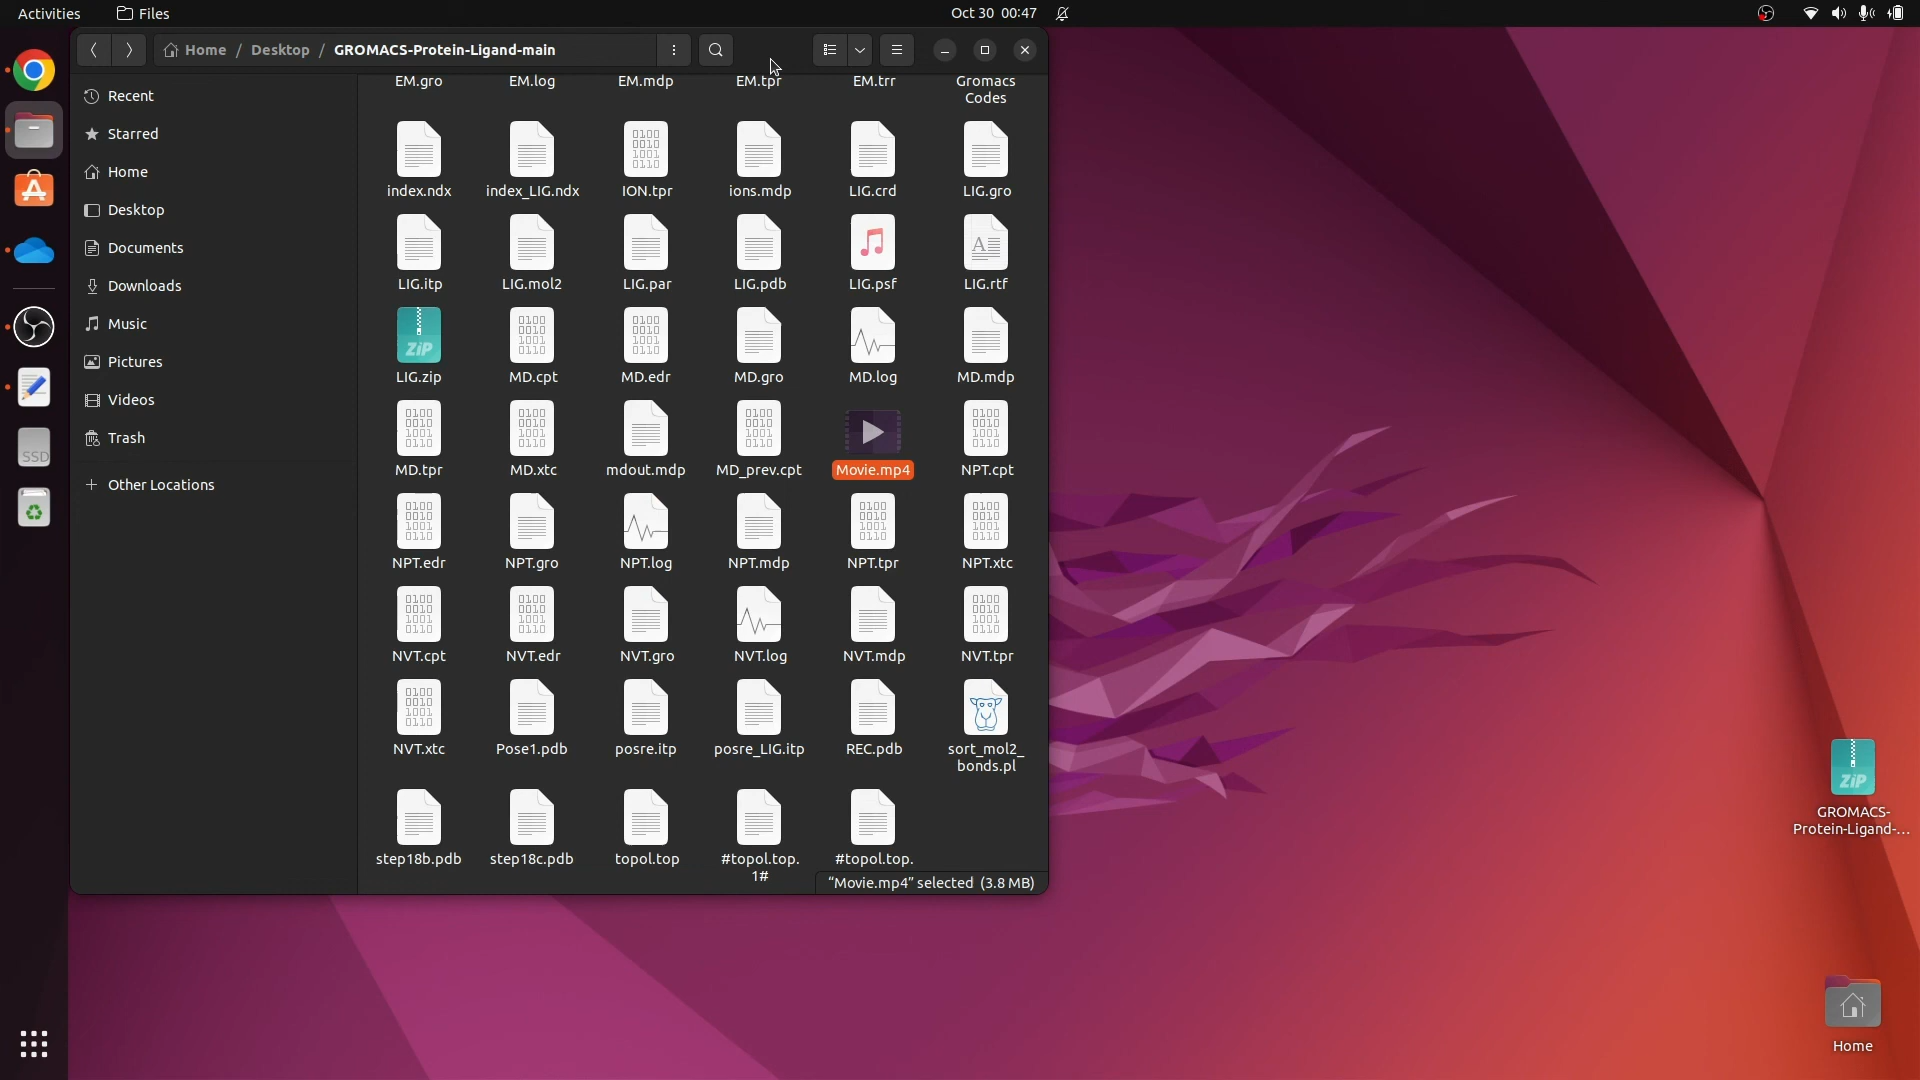 Activities
Files
Oct 30 00:47
Home / Desktop / GROMACS-Protein-Ligand-main
Recent
Starred
Home
Desktop
Documents
Downloads
Music
Pictures
Videos
Trash
Other Locations
EM.gro EM.log EM.mdp EM.tpr EM.trr Gromacs
Codes
index.ndx index_LIG.ndx ION.tpr ions.mdp LIG.crd LIG.gro
LIG.itp LIG.mol2 LIG.par LIG.pdb LIG.psf LIG.rtf
ZiP
LIG.zip MD.cpt MD.edr MD.gro MD.log MD.mdp
MD.tpr MD.xtc mdout.mdp MD_prev.cpt Movie.mp4 NPT.cpt
NPT.edr NPT.gro NPT.log NPT.mdp NPT.tpr NPT.xtc
NVT.cpt NVT.edr NVT.gro NVT.log NVT.mdp NVT.tpr
NVT.xtc Pose1.pdb posre.itp posre_LIG.itp REC.pdb sort_mol2_
bonds.pl
step18b.pdb step18c.pdb topol.top #topol.top. #topol.top.
1#
"Movie.mp4" selected (3.8 MB)
SSD
ZiP
GROMACS-
Protein-Ligand-...
Home